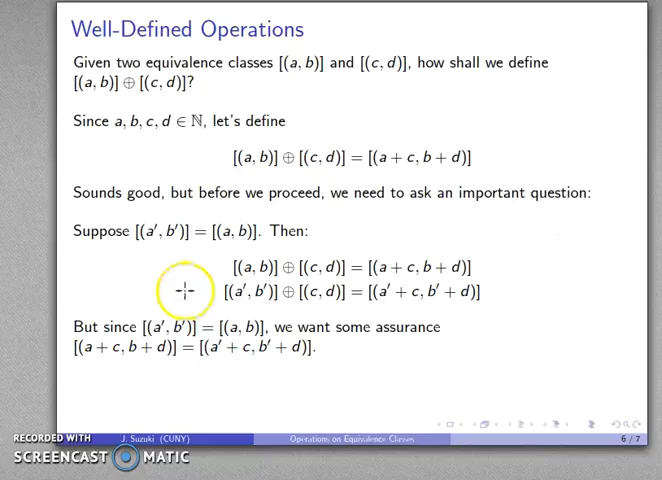 Well-Defined Operations
Given two equivalence classes [(a, b)] and [(c, d)], how shall we define
[(a, b)] ⊕ [(c, d)]?
Since a, b, c, d ∈ ℕ, let's define
[(a, b)] ⊕ [(c, d)] = [(a + c, b + d)]
Sounds good, but before we proceed, we need to ask an important question:
Suppose [(a′, b′)] = [(a, b)]. Then:
[(a, b)] ⊕ [(c, d)] = [(a + c, b + d)]
[(a′, b′)] ⊕ [(c, d)] = [(a′ + c, b′ + d)]
But since [(a′, b′)] = [(a, b)], we want some assurance
[(a + c, b + d)] = [(a′ + c, b′ + d)].
RECORDED WITH
SCREENCAST MATIC
J. Suzuki (CUNY)
Operations on Equivalence Classes
6 / 7